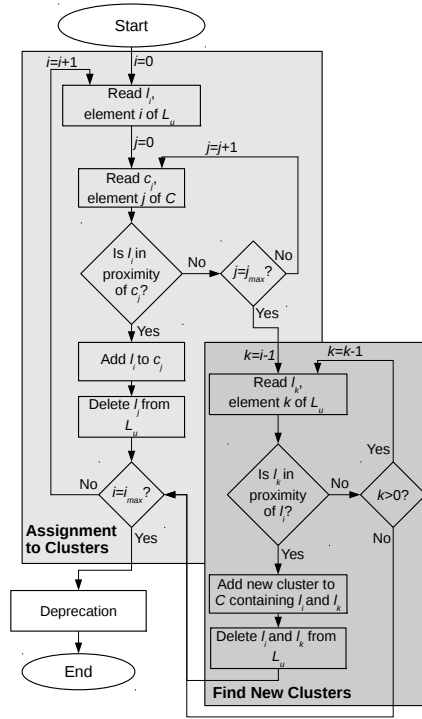 Start
i=i+1
i=0
Read l_i,
element i of L_u
j=0
j=j+1
Read c_j,
element j of C
Is l_i in
proximity
of c_j?
No
j=j_max?
No
Yes
Yes
Add l_i to c_j
k=i-1
k=k-1
Read l_k,
element k of L_u
Delete l_j from
L_u
Yes
No
i=i_max?
Is l_k in
proximity
of l_i?
No
k>0?
Assignment
to Clusters
Yes
No
Yes
Add new cluster to
C containing l_i and l_k
Deprecation
Delete l_i and l_k from
L_u
End
Find New Clusters